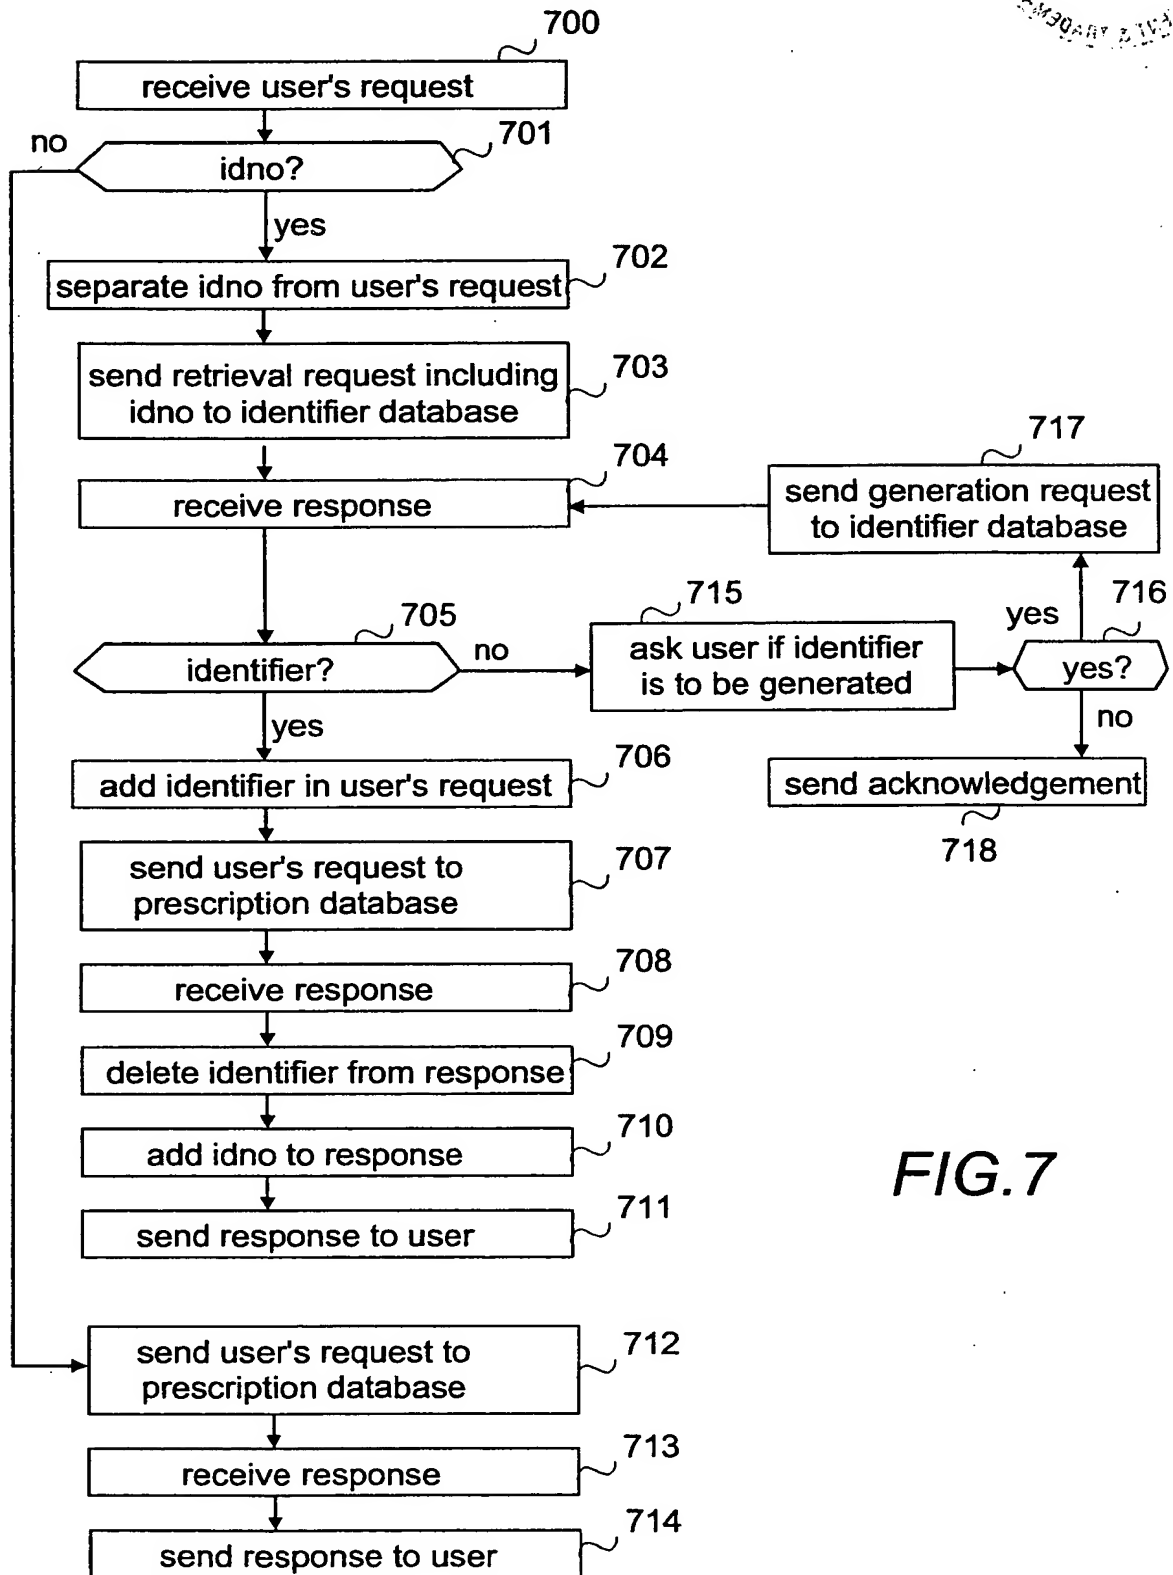 700
receive user's request
no
701
idno?
yes
702
separate idno from user's request
703
send retrieval request including
idno to identifier database
704
receive response
717
send generation request
to identifier database
705
identifier?
no
715
ask user if identifier
is to be generated
yes
716
yes?
no
yes
706
add identifier in user's request
send acknowledgement
718
707
send user's request to
prescription database
708
receive response
709
delete identifier from response
710
add idno to response
711
send response to user
FIG.7
712
send user's request to
prescription database
713
receive response
714
send response to user